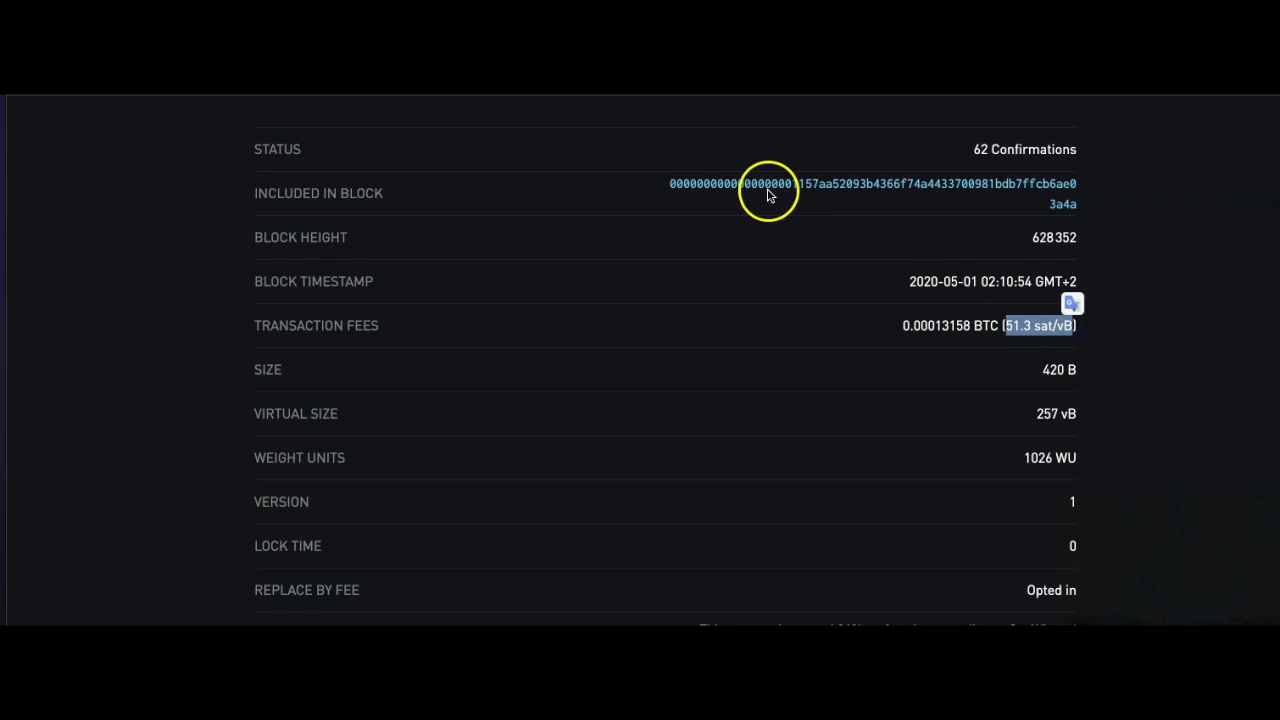 STATUS
62 Confirmations
INCLUDED IN BLOCK
0000000000000000001157aa52093b4366f74a4433700981bdb7ffcb6ae0
3a4a
BLOCK HEIGHT
628352
BLOCK TIMESTAMP
2020-05-01 02:10:54 GMT+2
TRANSACTION FEES
0.00013158 BTC (51.3 sat/vB)
SIZE
420 B
VIRTUAL SIZE
257 vB
WEIGHT UNITS
1026 WU
VERSION
1
LOCK TIME
0
REPLACE BY FEE
Opted in